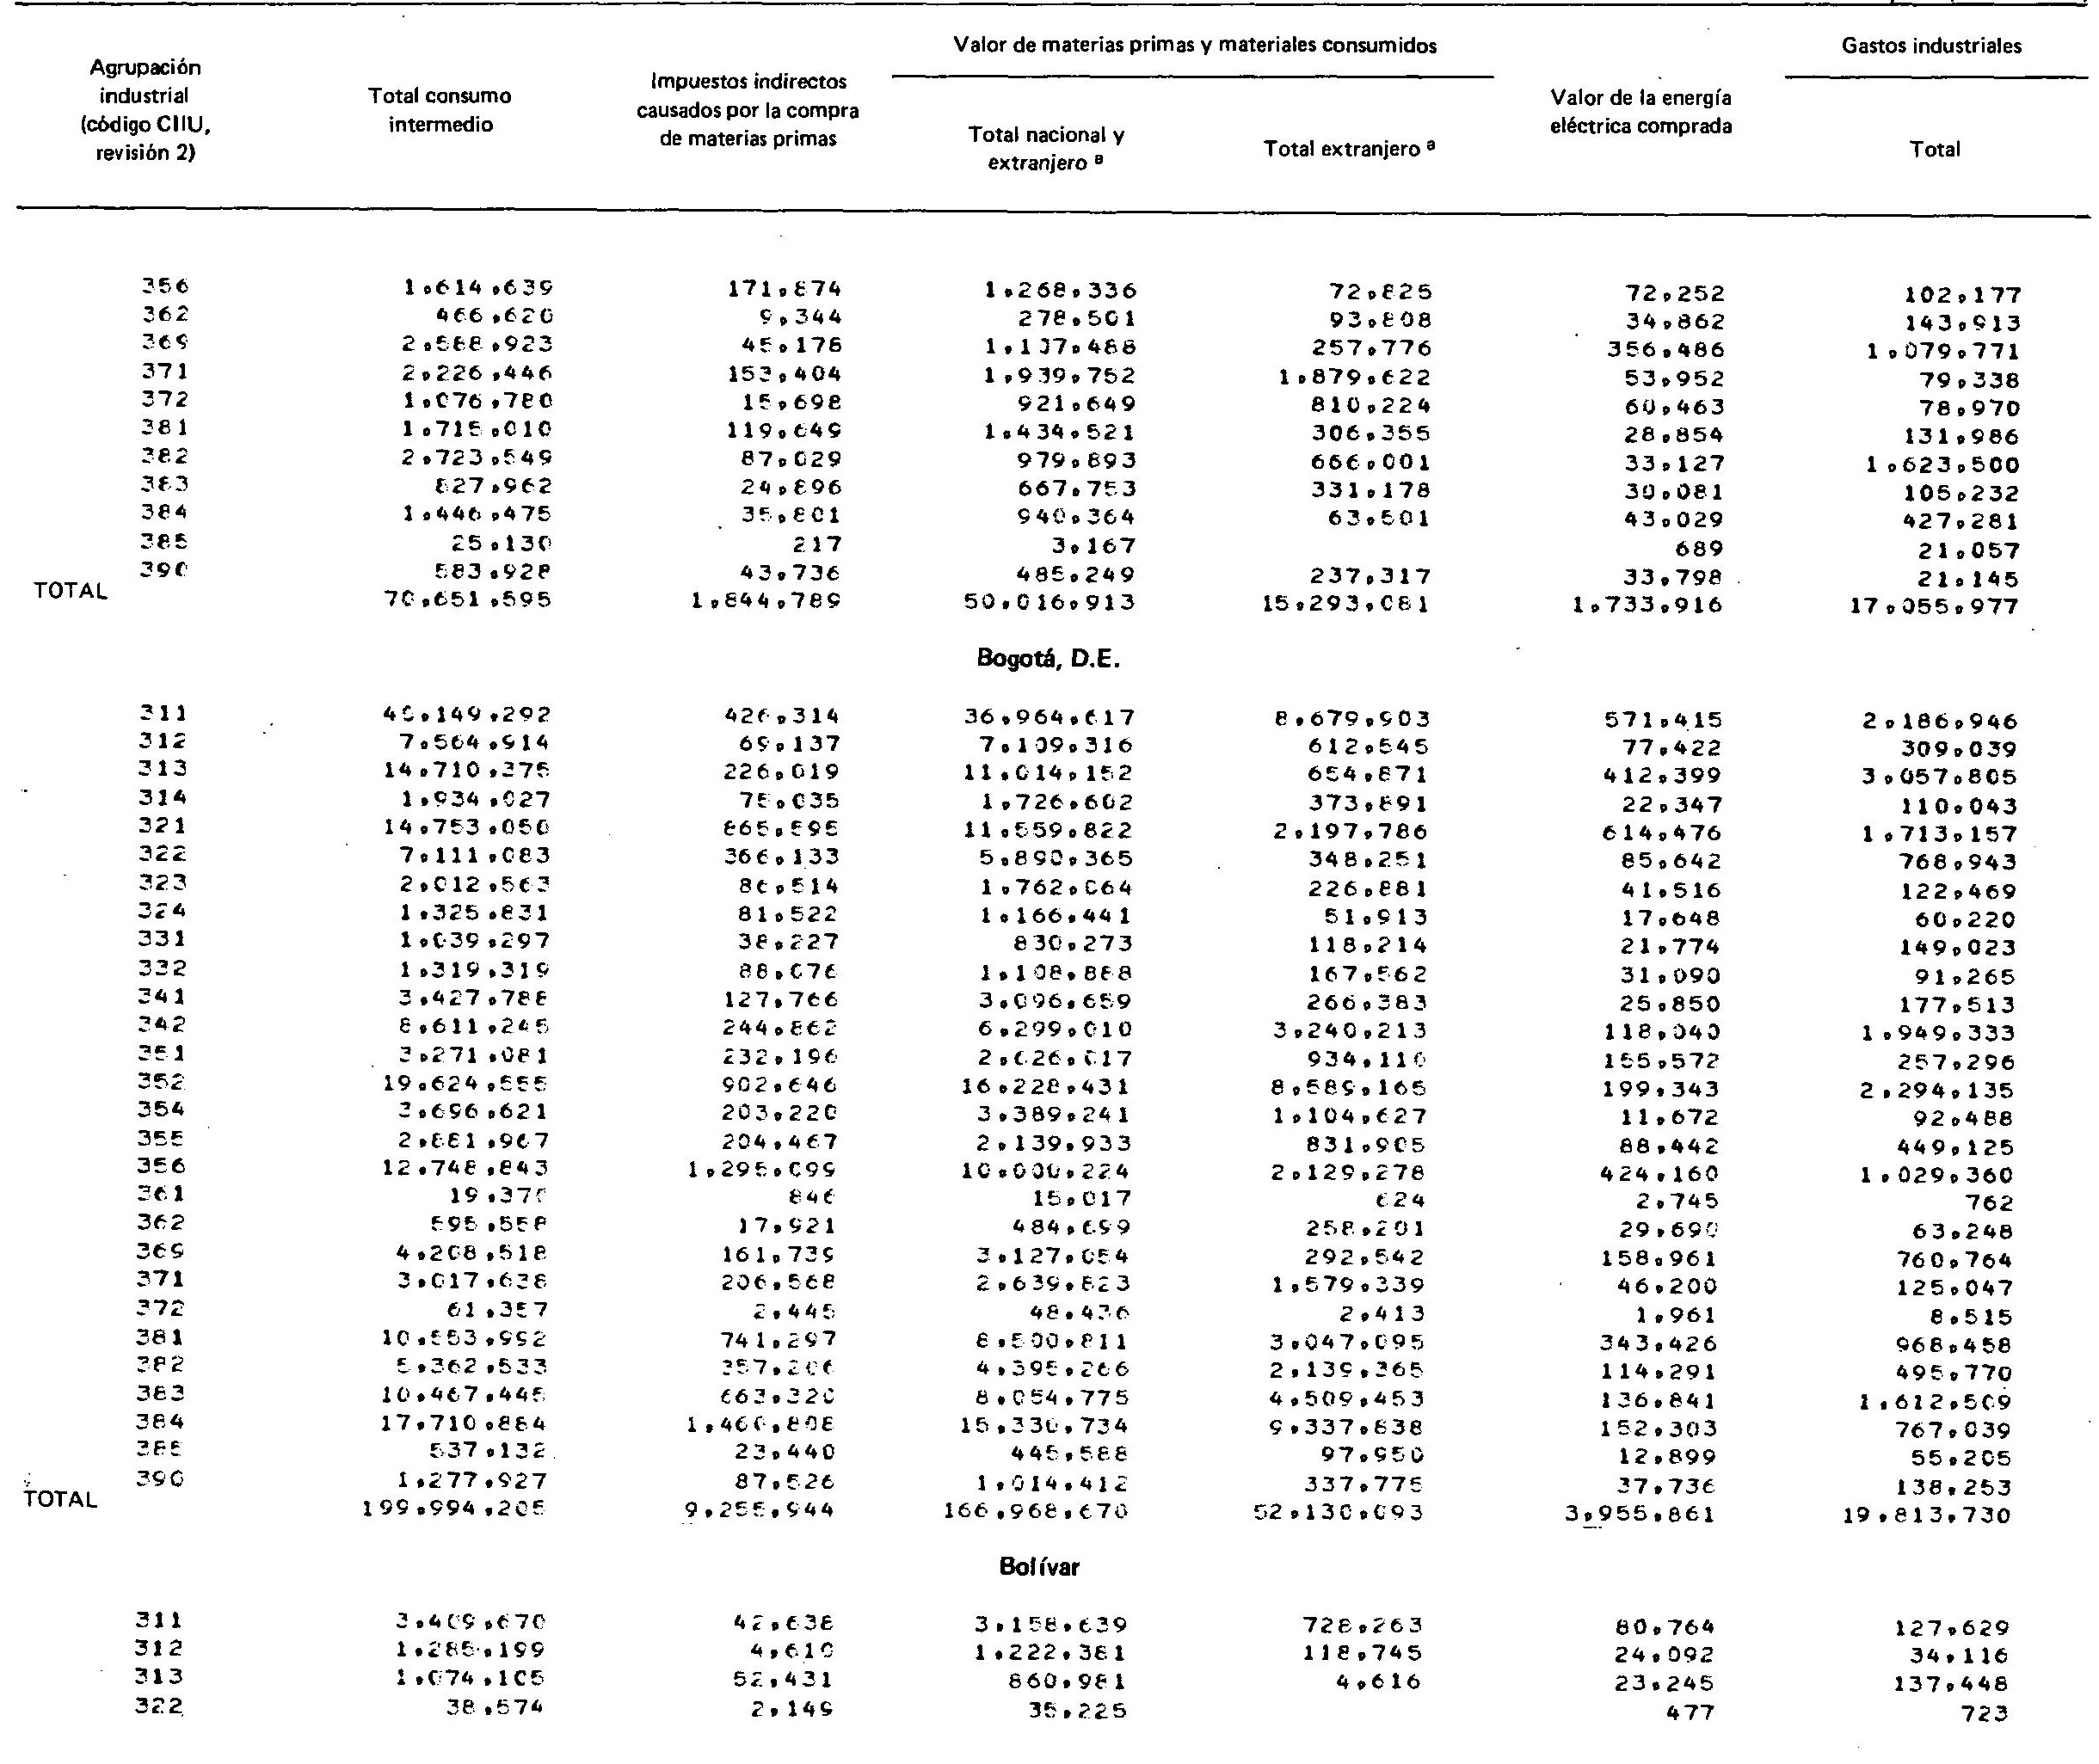 Valor de materias primas y materiales consumidos Gastos industriales
Agrupación
industrial
(código CIIU,
revisión 2)
Total consumo
intermedio
Impuestos indirectos
causados por la compra
de materias primas
Total nacional y
extranjero a
Total extranjero a
Valor de la energía
eléctrica comprada
Total
356 1,614,639 171,874 1,268,336 72,825 72,252 102,177
362 466,620 9,344 278,501 93,808 34,862 143,913
369 2,588,923 45,178 1,107,488 257,776 356,486 1,079,771
371 2,226,446 153,404 1,939,752 1,879,622 53,952 79,338
372 1,076,780 15,698 921,649 810,224 60,463 78,970
381 1,715,010 119,649 1,434,521 306,355 28,854 131,986
382 2,723,549 87,029 979,893 666,001 33,127 1,623,500
383 827,962 24,896 667,753 331,178 30,081 105,232
384 1,446,475 35,801 940,364 63,501 43,029 427,281
385 25,130 217 3,167 689 21,057
390 583,928 43,736 485,249 237,317 33,798 21,145
TOTAL 70,651,595 1,844,789 50,016,913 15,293,081 1,733,916 17,055,977
Bogotá, D.E.
311 40,149,292 426,314 36,964,617 8,679,903 571,415 2,186,946
312 7,564,914 69,137 7,109,316 612,545 77,422 309,039
313 14,710,375 226,019 11,014,152 654,871 412,399 3,057,805
314 1,934,027 75,035 1,726,602 373,891 22,347 110,043
321 14,753,050 865,595 11,559,822 2,197,786 614,476 1,713,157
322 7,111,083 366,133 5,890,365 348,251 85,642 768,943
323 2,012,563 86,514 1,762,064 226,881 41,516 122,469
324 1,325,831 81,522 1,166,441 51,913 17,648 60,220
331 1,039,297 38,227 830,273 118,214 21,774 149,023
332 1,319,319 88,076 1,108,888 167,562 31,090 91,265
341 3,427,788 127,766 3,096,659 266,383 25,850 177,513
342 8,611,245 244,862 6,299,010 3,240,213 118,040 1,949,333
351 3,271,081 232,196 2,626,017 934,110 155,572 257,296
352 19,624,555 902,646 16,228,431 8,589,165 199,343 2,294,135
354 3,696,621 203,220 3,389,241 1,104,627 11,672 92,488
355 2,881,967 204,467 2,139,933 831,905 88,442 449,125
356 12,748,843 1,295,099 10,000,224 2,129,278 424,160 1,029,360
361 19,370 846 15,017 624 2,745 762
362 595,558 17,921 484,699 258,201 29,690 63,248
369 4,208,518 161,739 3,127,054 292,542 158,961 760,764
371 3,017,638 206,568 2,639,823 1,579,339 46,200 125,047
372 61,357 2,445 48,436 2,413 1,961 8,515
381 10,553,992 741,297 8,500,811 3,047,095 343,426 968,458
382 5,362,533 357,206 4,395,266 2,139,365 114,291 495,770
383 10,467,445 663,320 8,054,775 4,509,453 136,841 1,612,509
384 17,710,884 1,460,808 15,330,734 9,337,838 152,303 767,039
385 537,132 23,440 445,588 97,950 12,899 55,205
390 1,277,927 87,526 1,014,412 337,775 37,736 138,253
TOTAL 199,994,205 9,255,944 166,968,670 52,130,093 3,955,861 19,813,730
Bolívar
311 3,409,670 42,638 3,158,639 728,263 80,764 127,629
312 1,285,199 4,610 1,222,381 118,745 24,092 34,116
313 1,074,105 52,431 860,981 4,616 23,245 137,448
322 38,574 2,149 35,225 477 723